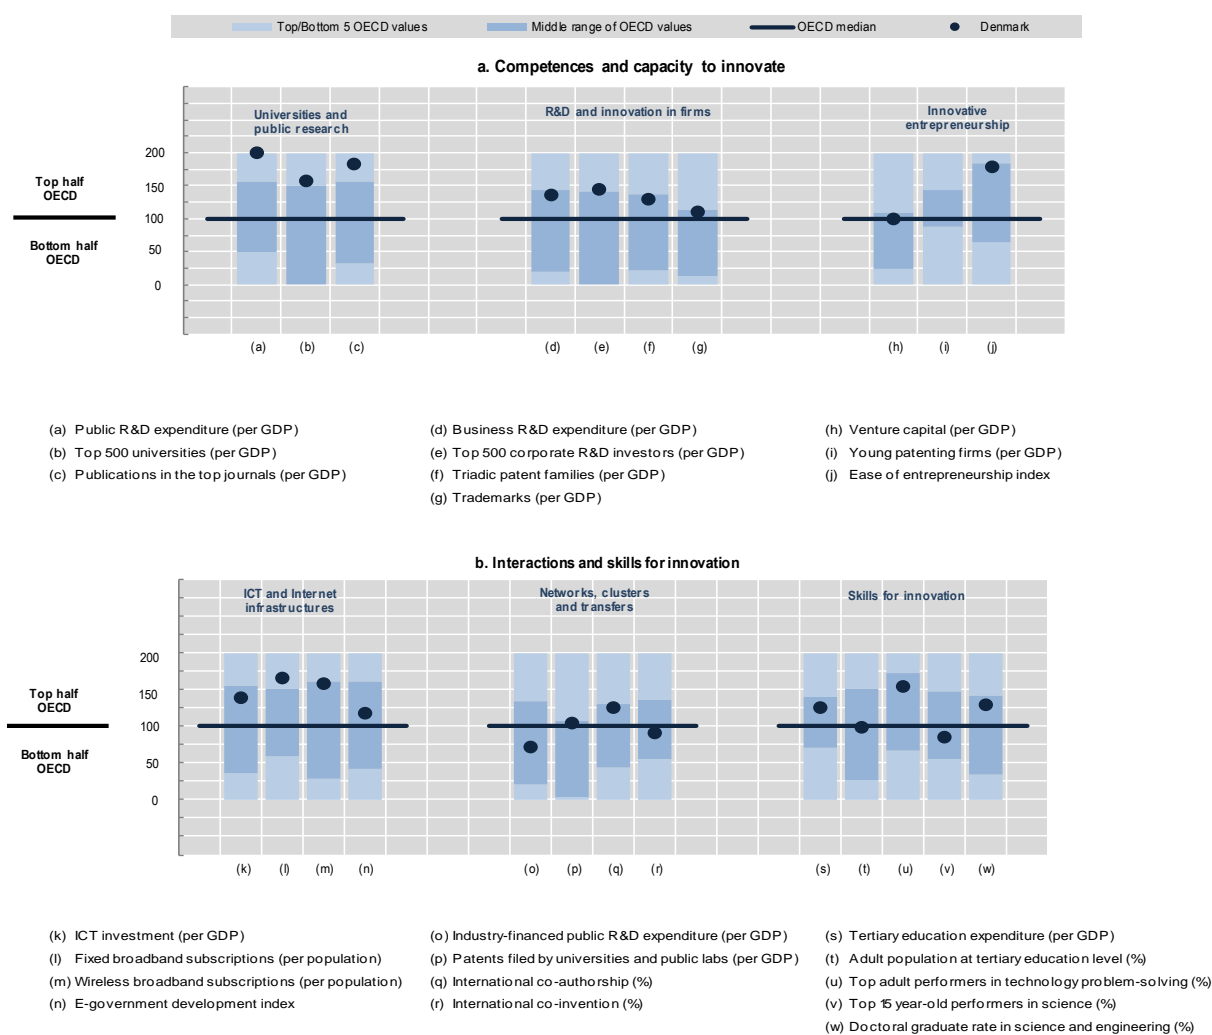 Top/Bottom 5 OECD values Middle range of OECD values OECD median Denmark
a. Competences and capacity to innovate
Universities and
public research
R&D and innovation in firms
Innovative
entrepreneurship
Top half
OECD
Bottom half
OECD
200
150
100
50
0
(a) (b) (c) (d) (e) (f) (g) (h) (i) (j)
(a) Public R&D expenditure (per GDP)
(b) Top 500 universities (per GDP)
(c) Publications in the top journals (per GDP)
(d) Business R&D expenditure (per GDP)
(e) Top 500 corporate R&D investors (per GDP)
(f) Triadic patent families (per GDP)
(g) Trademarks (per GDP)
(h) Venture capital (per GDP)
(i) Young patenting firms (per GDP)
(j) Ease of entrepreneurship index
b. Interactions and skills for innovation
ICT and Internet
infrastructures
Networks, clusters
and transfers
Skills for innovation
Top half
OECD
Bottom half
OECD
200
150
100
50
0
(k) (l) (m) (n) (o) (p) (q) (r) (s) (t) (u) (v) (w)
(k) ICT investment (per GDP)
(l) Fixed broadband subscriptions (per population)
(m) Wireless broadband subscriptions (per population)
(n) E-government development index
(o) Industry-financed public R&D expenditure (per GDP)
(p) Patents filed by universities and public labs (per GDP)
(q) International co-authorship (%)
(r) International co-invention (%)
(s) Tertiary education expenditure (per GDP)
(t) Adult population at tertiary education level (%)
(u) Top adult performers in technology problem-solving (%)
(v) Top 15 year-old performers in science (%)
(w) Doctoral graduate rate in science and engineering (%)